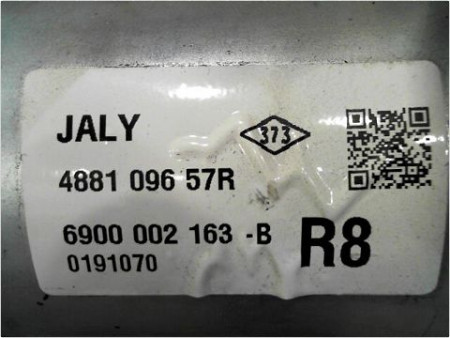 JALY
373
4881 096 57R
6900 002 163 -B
R8
0191070